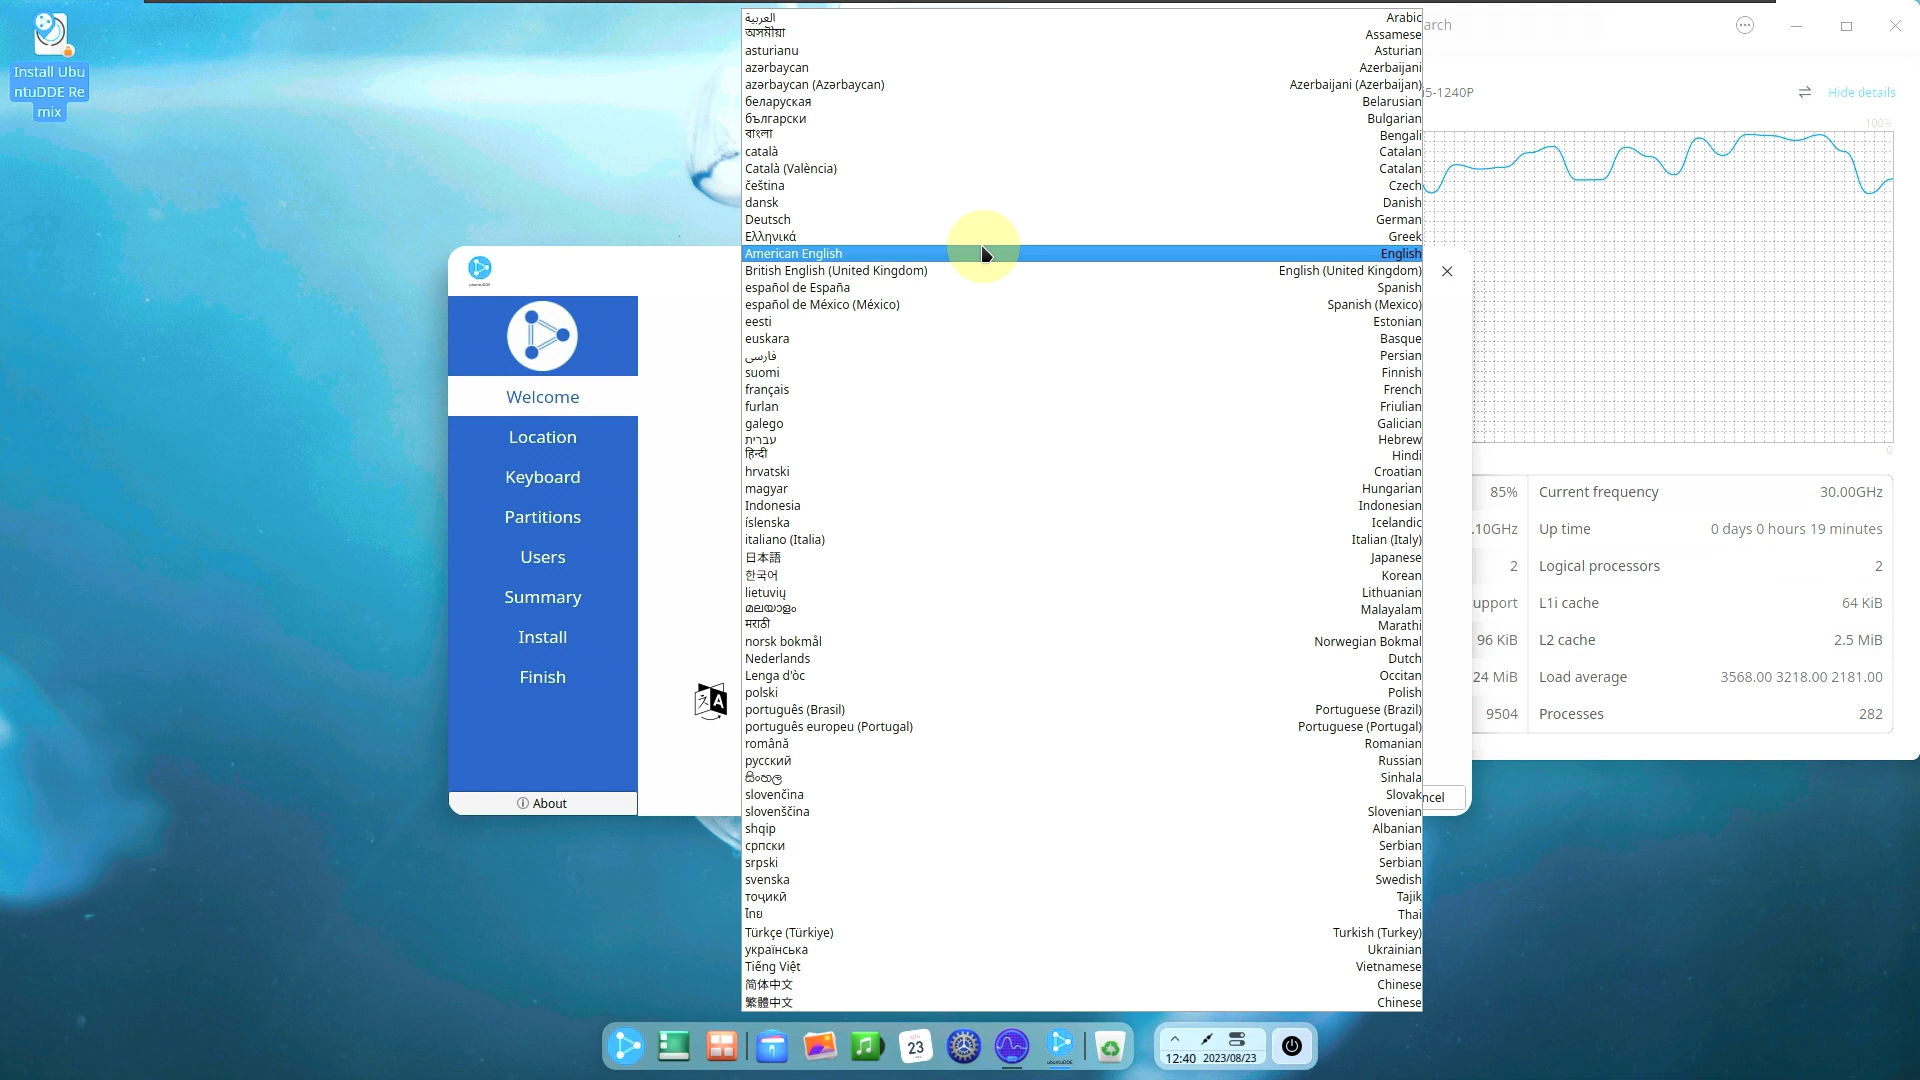 Install Ubu
ntuDDE Re
mix
Welcome
Location
Keyboard
Partitions
Users
Summary
Install
Finish
About
العربية Arabic
অসমীয়া Assamese
asturianu Asturian
azərbaycan Azerbaijani
azərbaycan (Azərbaycan) Azerbaijani (Azerbaijan)
беларуская Belarusian
български Bulgarian
বাংলা Bengali
català Catalan
Català (València) Catalan
čeština Czech
dansk Danish
Deutsch German
Ελληνικά Greek
American English English
British English (United Kingdom) English (United Kingdom)
español de España Spanish
español de México (México) Spanish (Mexico)
eesti Estonian
euskara Basque
فارسی Persian
suomi Finnish
français French
furlan Friulian
galego Galician
עברית Hebrew
हिन्दी Hindi
hrvatski Croatian
magyar Hungarian
Indonesia Indonesian
íslenska Icelandic
italiano (Italia) Italian (Italy)
日本語 Japanese
한국어 Korean
lietuvių Lithuanian
മലയാളം Malayalam
मराठी Marathi
norsk bokmål Norwegian Bokmal
Nederlands Dutch
Lenga d'òc Occitan
polski Polish
português (Brasil) Portuguese (Brazil)
português europeu (Portugal) Portuguese (Portugal)
română Romanian
русский Russian
සිංහල Sinhala
slovenčina Slovak
slovenščina Slovenian
shqip Albanian
српски Serbian
srpski Serbian
svenska Swedish
тоҷикӣ Tajik
ไทย Thai
Türkçe (Türkiye) Turkish (Turkey)
українська Ukrainian
Tiếng Việt Vietnamese
简体中文 Chinese
繁體中文 Chinese
arch
i5-1240P
Hide details
100%
0
85% Current frequency 30.00GHz
.10GHz Up time 0 days 0 hours 19 minutes
2 Logical processors 2
upport L1i cache 64 KiB
96 KiB L2 cache 2.5 MiB
24 MiB Load average 3568.00 3218.00 2181.00
9504 Processes 282
ncel
23
12:40 2023/08/23